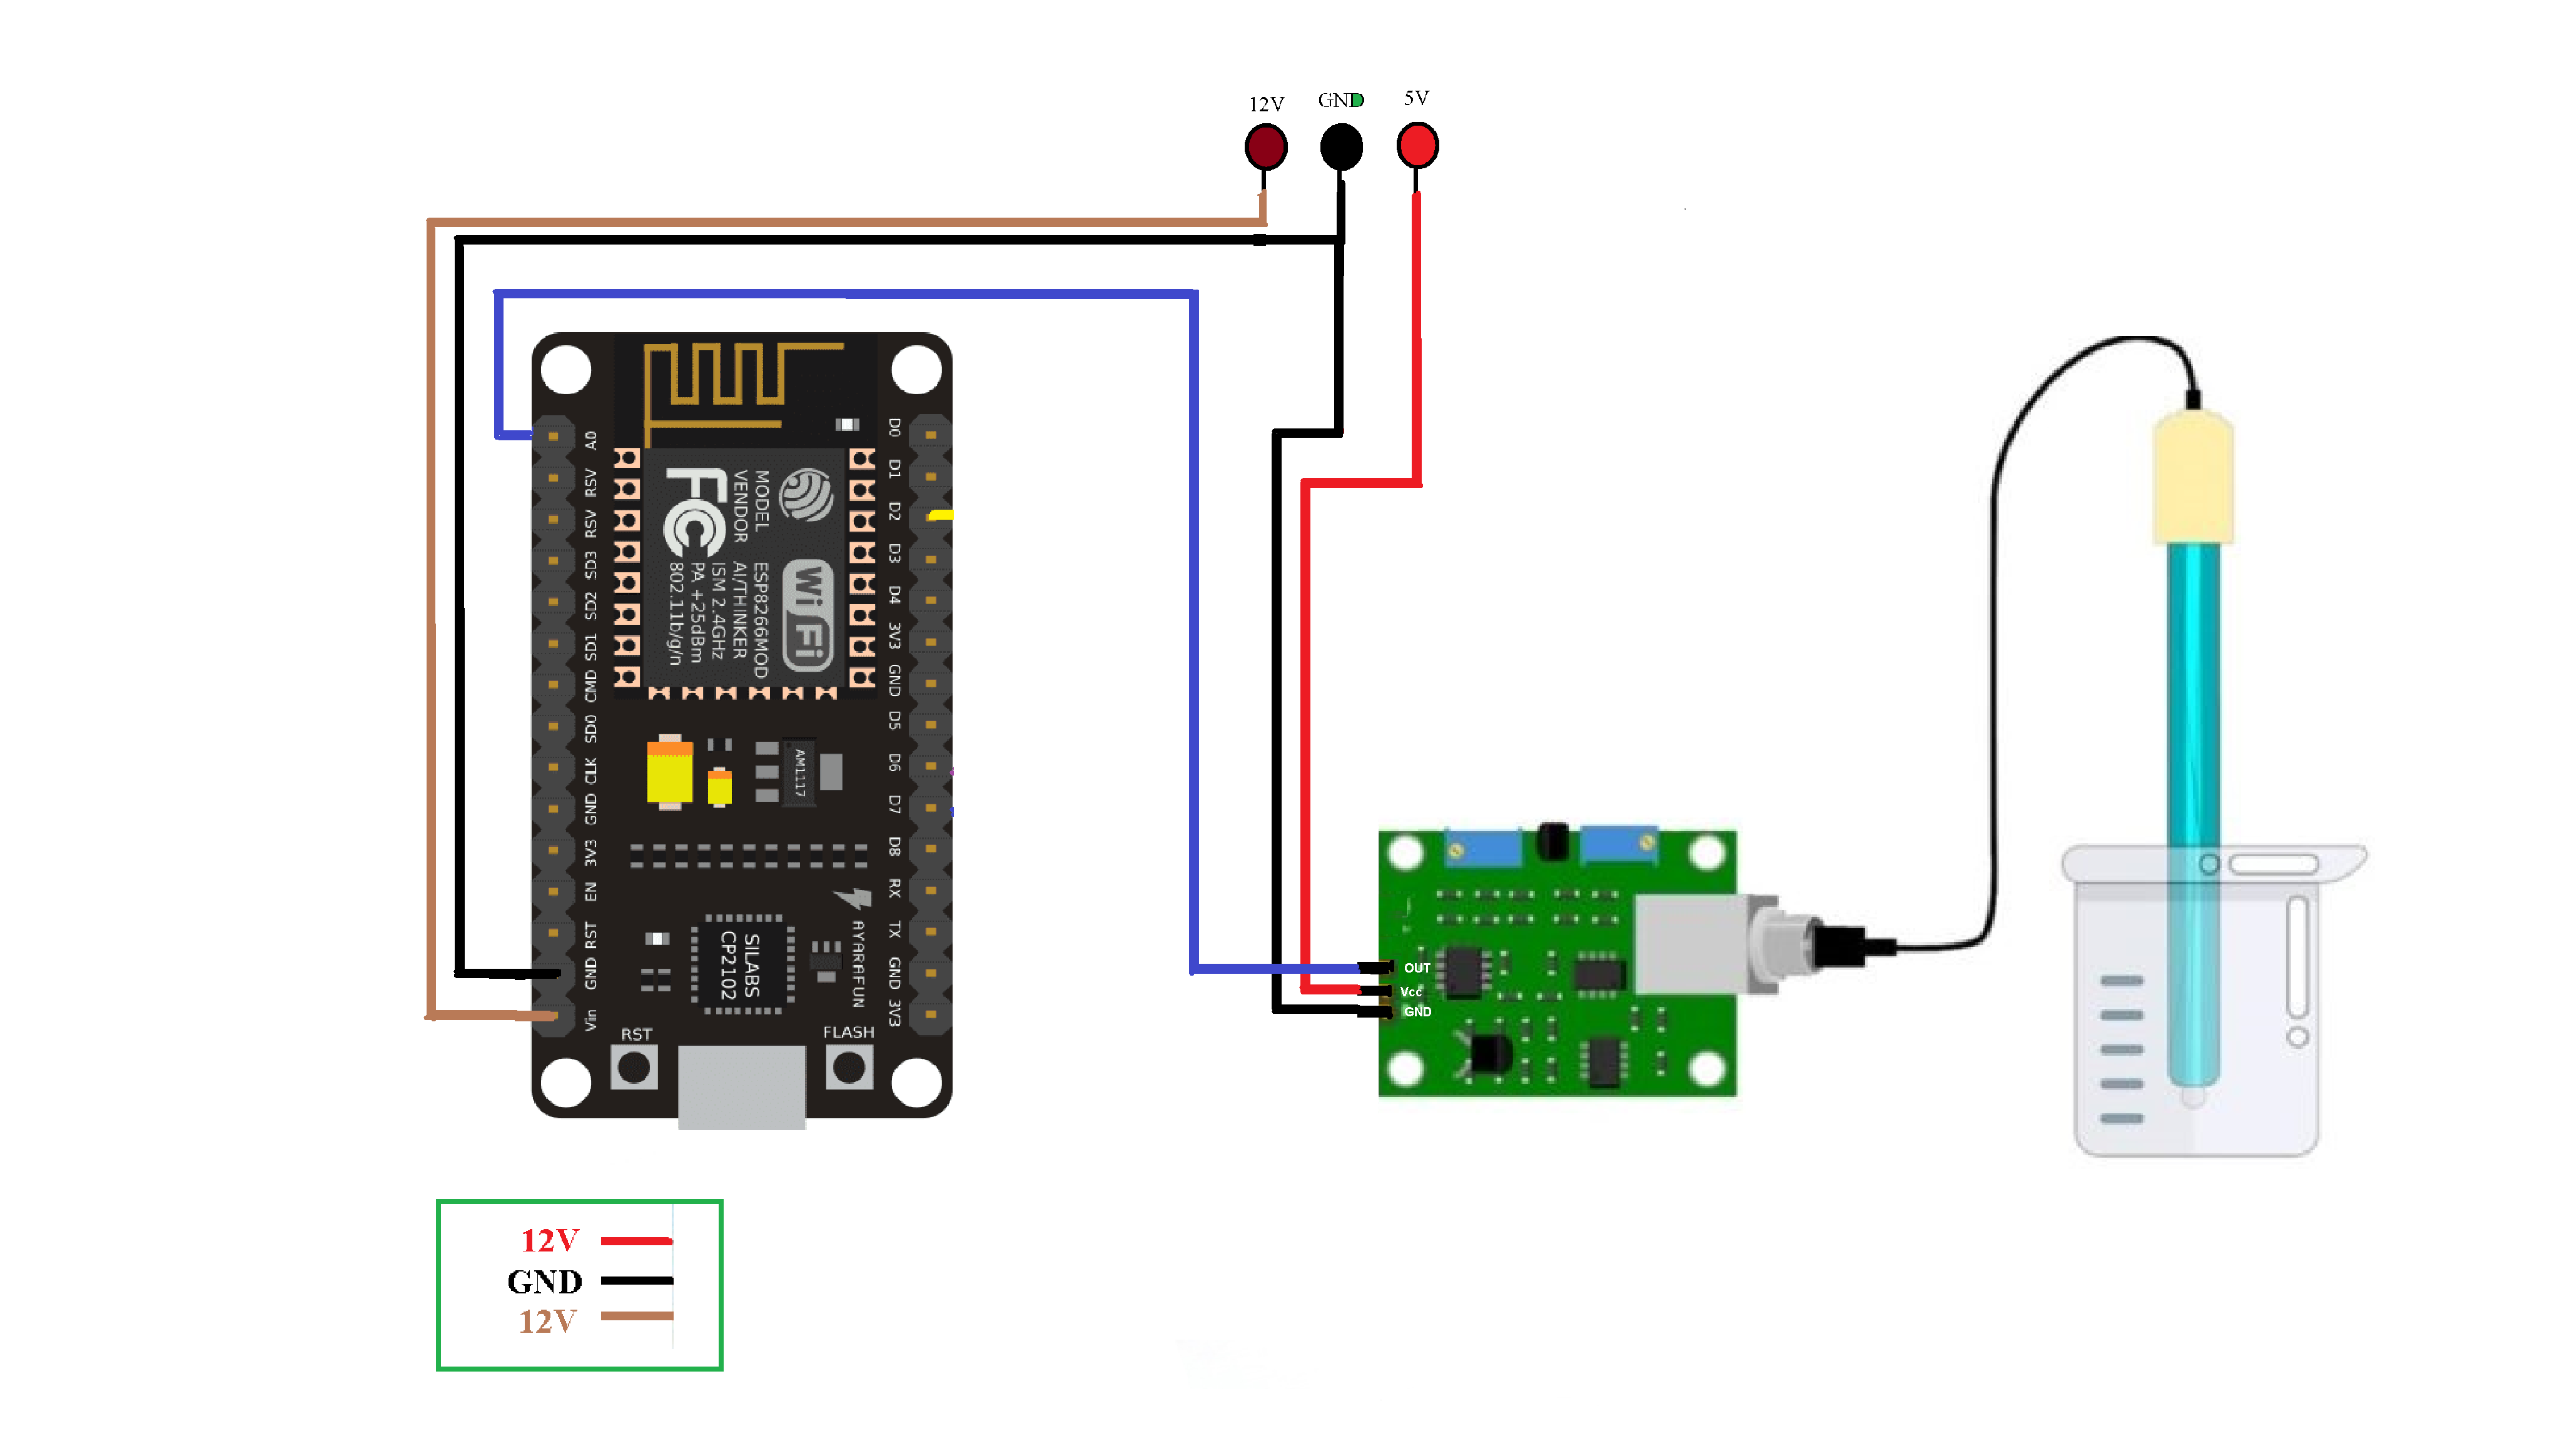 12V GND 5V
A0
RSV
RSV
SD3
SD2
SD1
CMD
SD0
CLK
GND
3V3
EN
RST
GND
Vin
D0
D1
D2
D3
D4
3V3
GND
D5
D6
D7
D8
RX
TX
GND
3V3
MODEL
VENDOR
FC
ESP8266MOD
AI/THINKER
ISM 2.4GHz
PA +25dBm
802.11b/g/n
Wi Fi
AM1117
SILABS
CP2102
AYARAFUN
RST
FLASH
OUT
Vcc
GND
12V
GND
12V